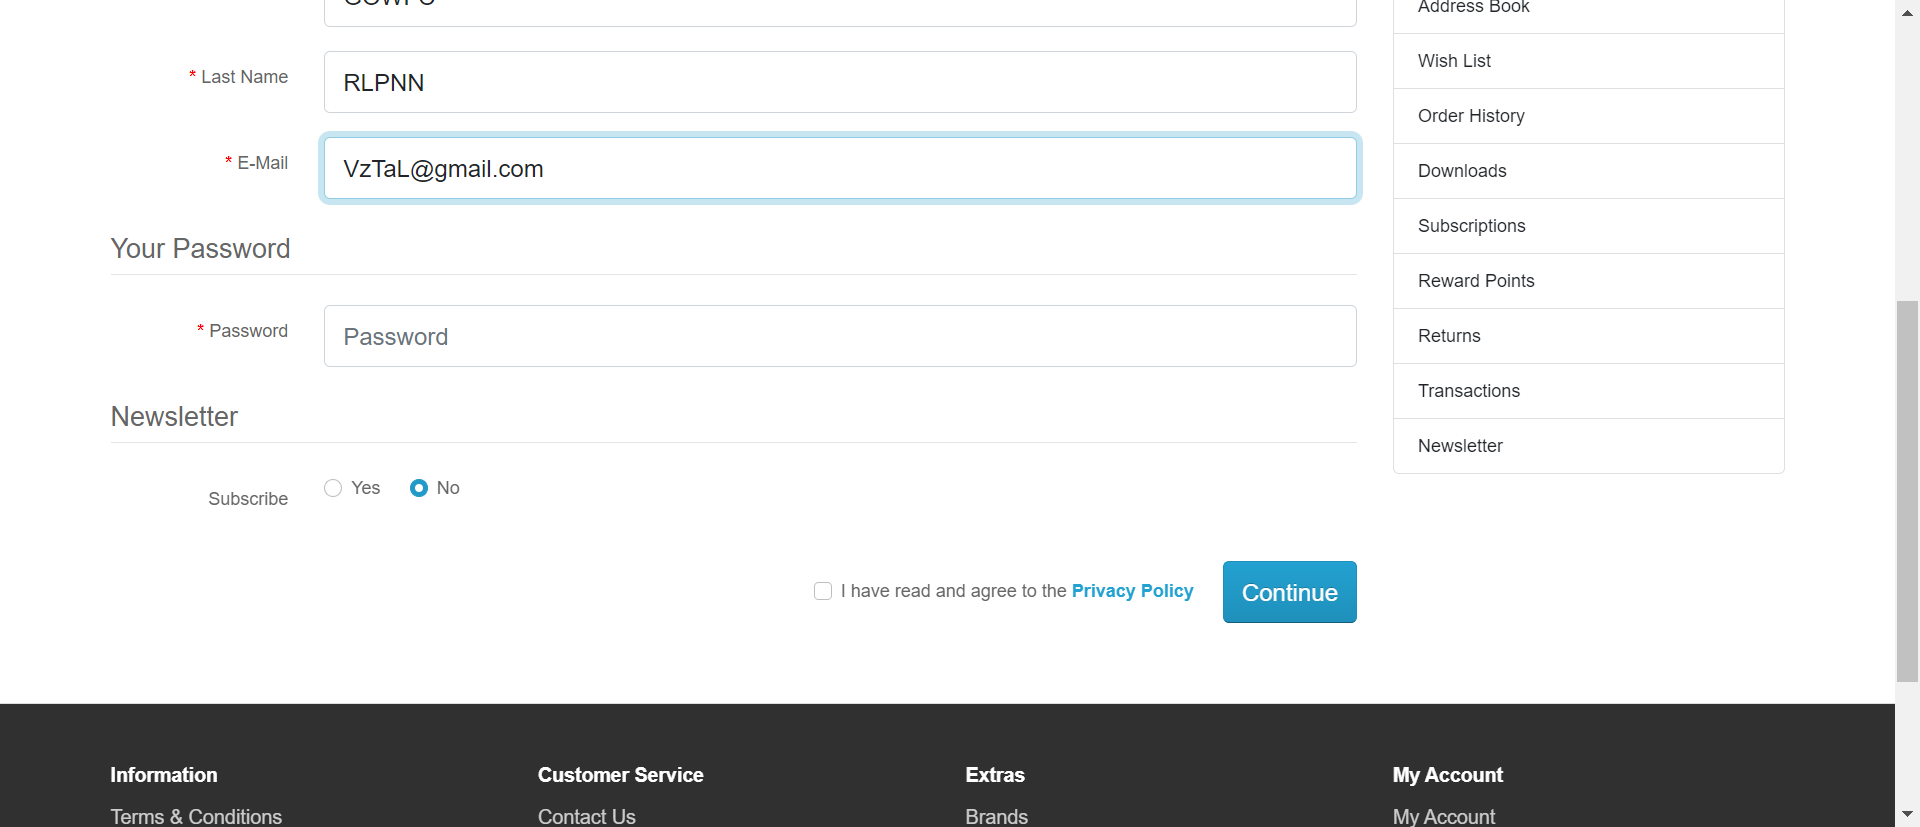 Address Book
* Last Name
RLPNN
Wish List
Order History
* E-Mail
VzTaL@gmail.com
Downloads
Subscriptions
Your Password
Reward Points
* Password
Password
Returns
Transactions
Newsletter
Newsletter
Subscribe
Yes
No
I have read and agree to the Privacy Policy
Continue
Information
Customer Service
Extras
My Account
Terms & Conditions
Contact Us
Brands
My Account